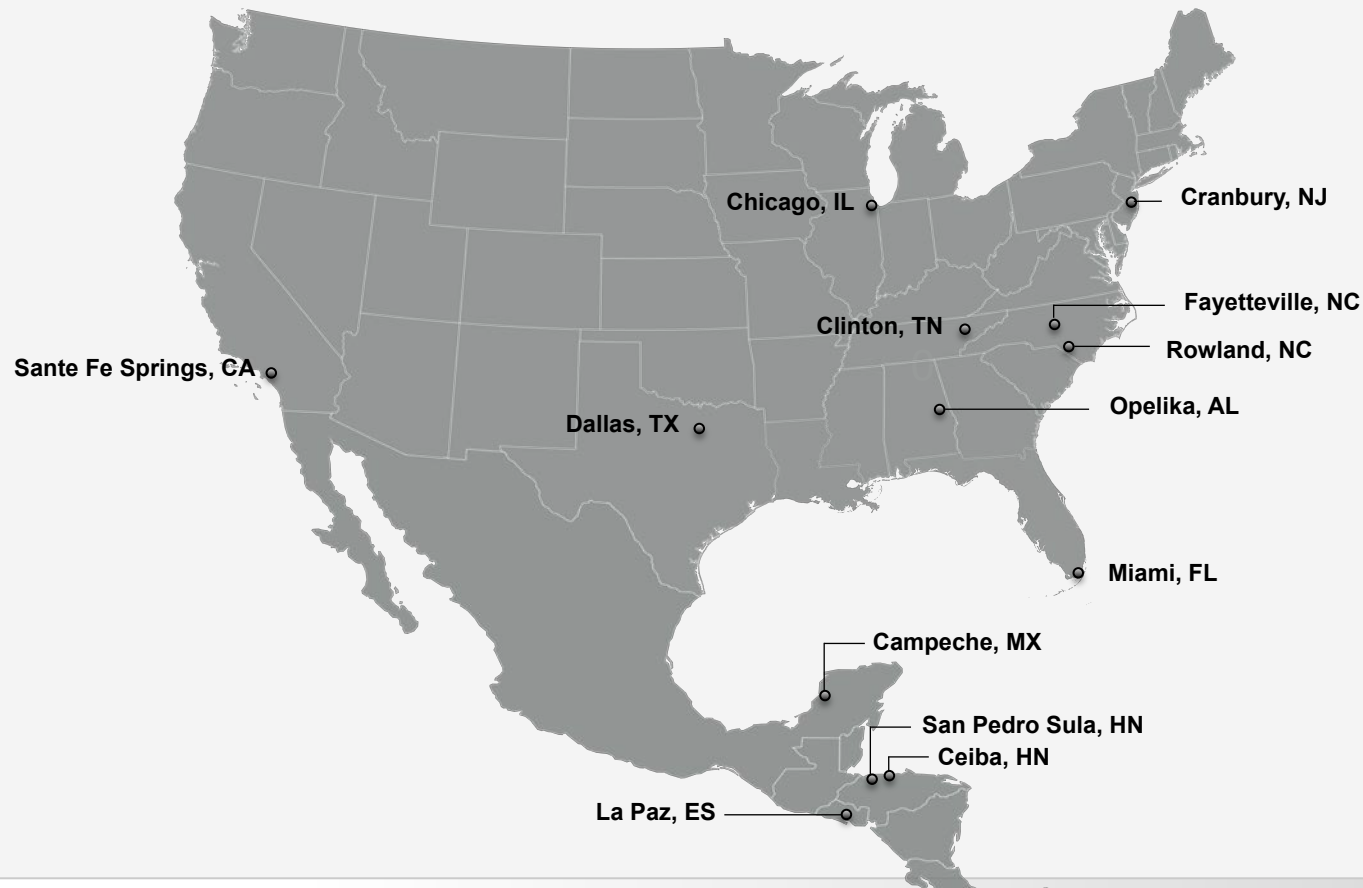 Chicago, IL
Cranbury, NJ
Fayetteville, NC
Clinton, TN
Rowland, NC
Sante Fe Springs, CA
Opelika, AL
Dallas, TX
Miami, FL
Campeche, MX
San Pedro Sula, HN
Ceiba, HN
La Paz, ES